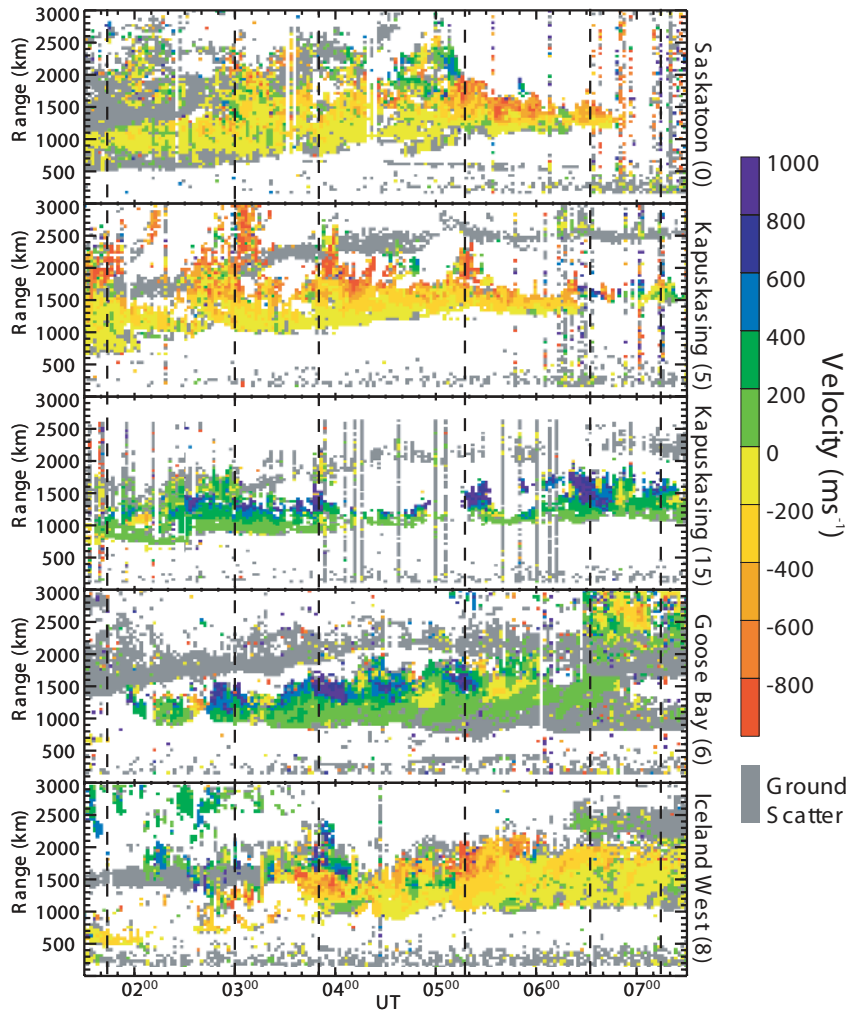 3000
2500
2000
1500
1000
500
Range (km)
Saskatoon (0)
3000
2500
2000
1500
1000
500
Range (km)
Kapuskasing (5)
3000
2500
2000
1500
1000
500
Range (km)
Kapuskasing (15)
3000
2500
2000
1500
1000
500
Range (km)
Goose Bay (6)
3000
2500
2000
1500
1000
500
Range (km)
Iceland West (8)
02⁰⁰ 03⁰⁰ 04⁰⁰ 05⁰⁰ 06⁰⁰ 07⁰⁰
UT
1000
800
600
400
200
0
-200
-400
-600
-800
Velocity (ms⁻¹)
Ground
Scatter